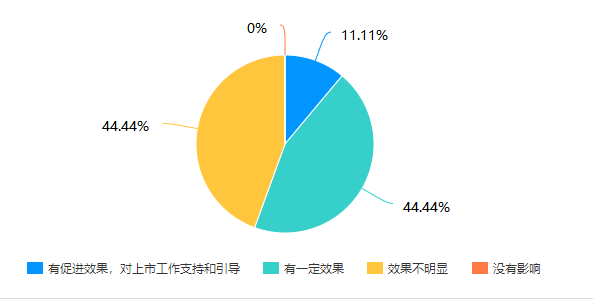 0%
11.11%
44.44%
44.44%
有促进效果，对上市工作支持和引导 有一定效果 效果不明显 没有影响